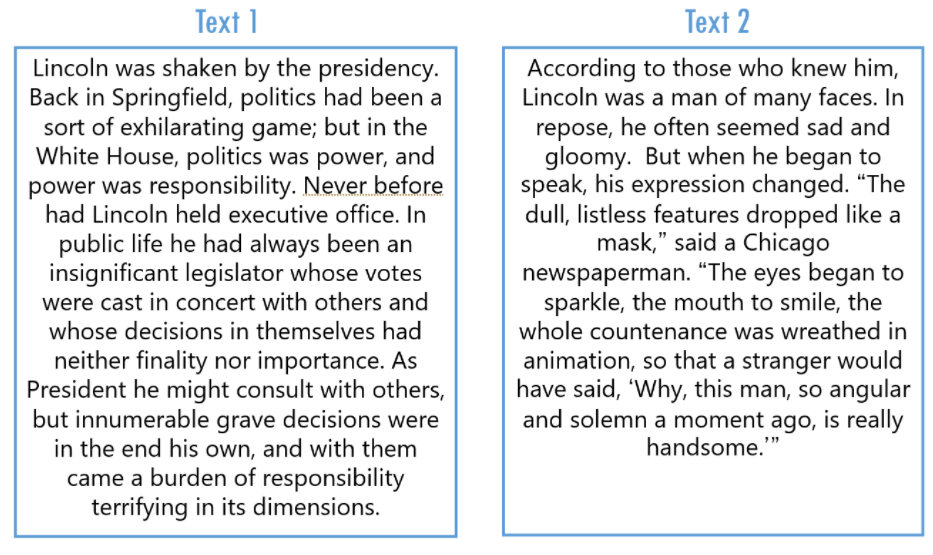 Text 1
Lincoln was shaken by the presidency.
Back in Springfield, politics had been a
sort of exhilarating game; but in the
White House, politics was power, and
power was responsibility. Never before
had Lincoln held executive office. In
public life he had always been an
insignificant legislator whose votes
were cast in concert with others and
whose decisions in themselves had
neither finality nor importance. As
President he might consult with others,
but innumerable grave decisions were
in the end his own, and with them
came a burden of responsibility
terrifying in its dimensions.
Text 2
According to those who knew him,
Lincoln was a man of many faces. In
repose, he often seemed sad and
gloomy.  But when he began to
speak, his expression changed. “The
dull, listless features dropped like a
mask,” said a Chicago
newspaperman. “The eyes began to
sparkle, the mouth to smile, the
whole countenance was wreathed in
animation, so that a stranger would
have said, ‘Why, this man, so angular
and solemn a moment ago, is really
handsome.’”